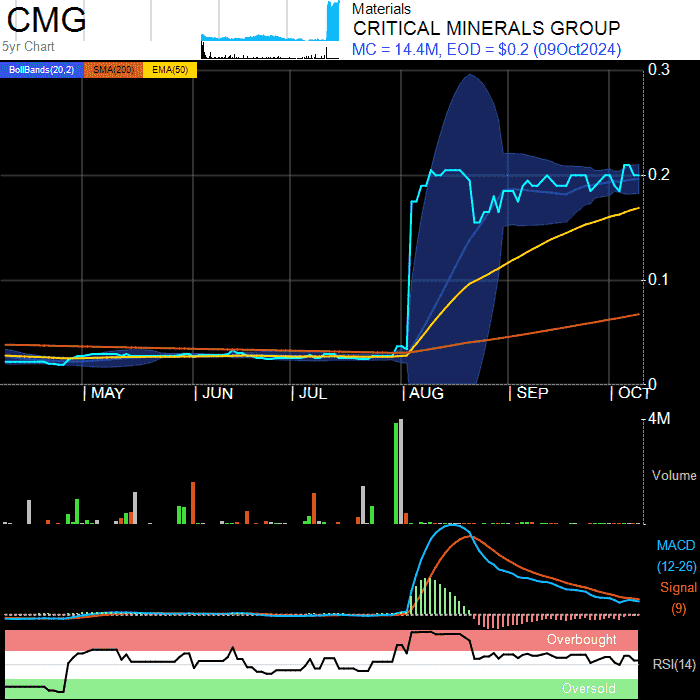 CMG
5yr Chart
Materials
CRITICAL MINERALS GROUP
MC = 14.4M, EOD = $0.2 (09Oct2024)
BollBands(20,2) SMA(200) EMA(50)
0.3
0.2
0.1
0
MAY JUN JUL AUG SEP OCT
4M
Volume
MACD
(12-26)
Signal
(9)
Overbought
RSI(14)
Oversold